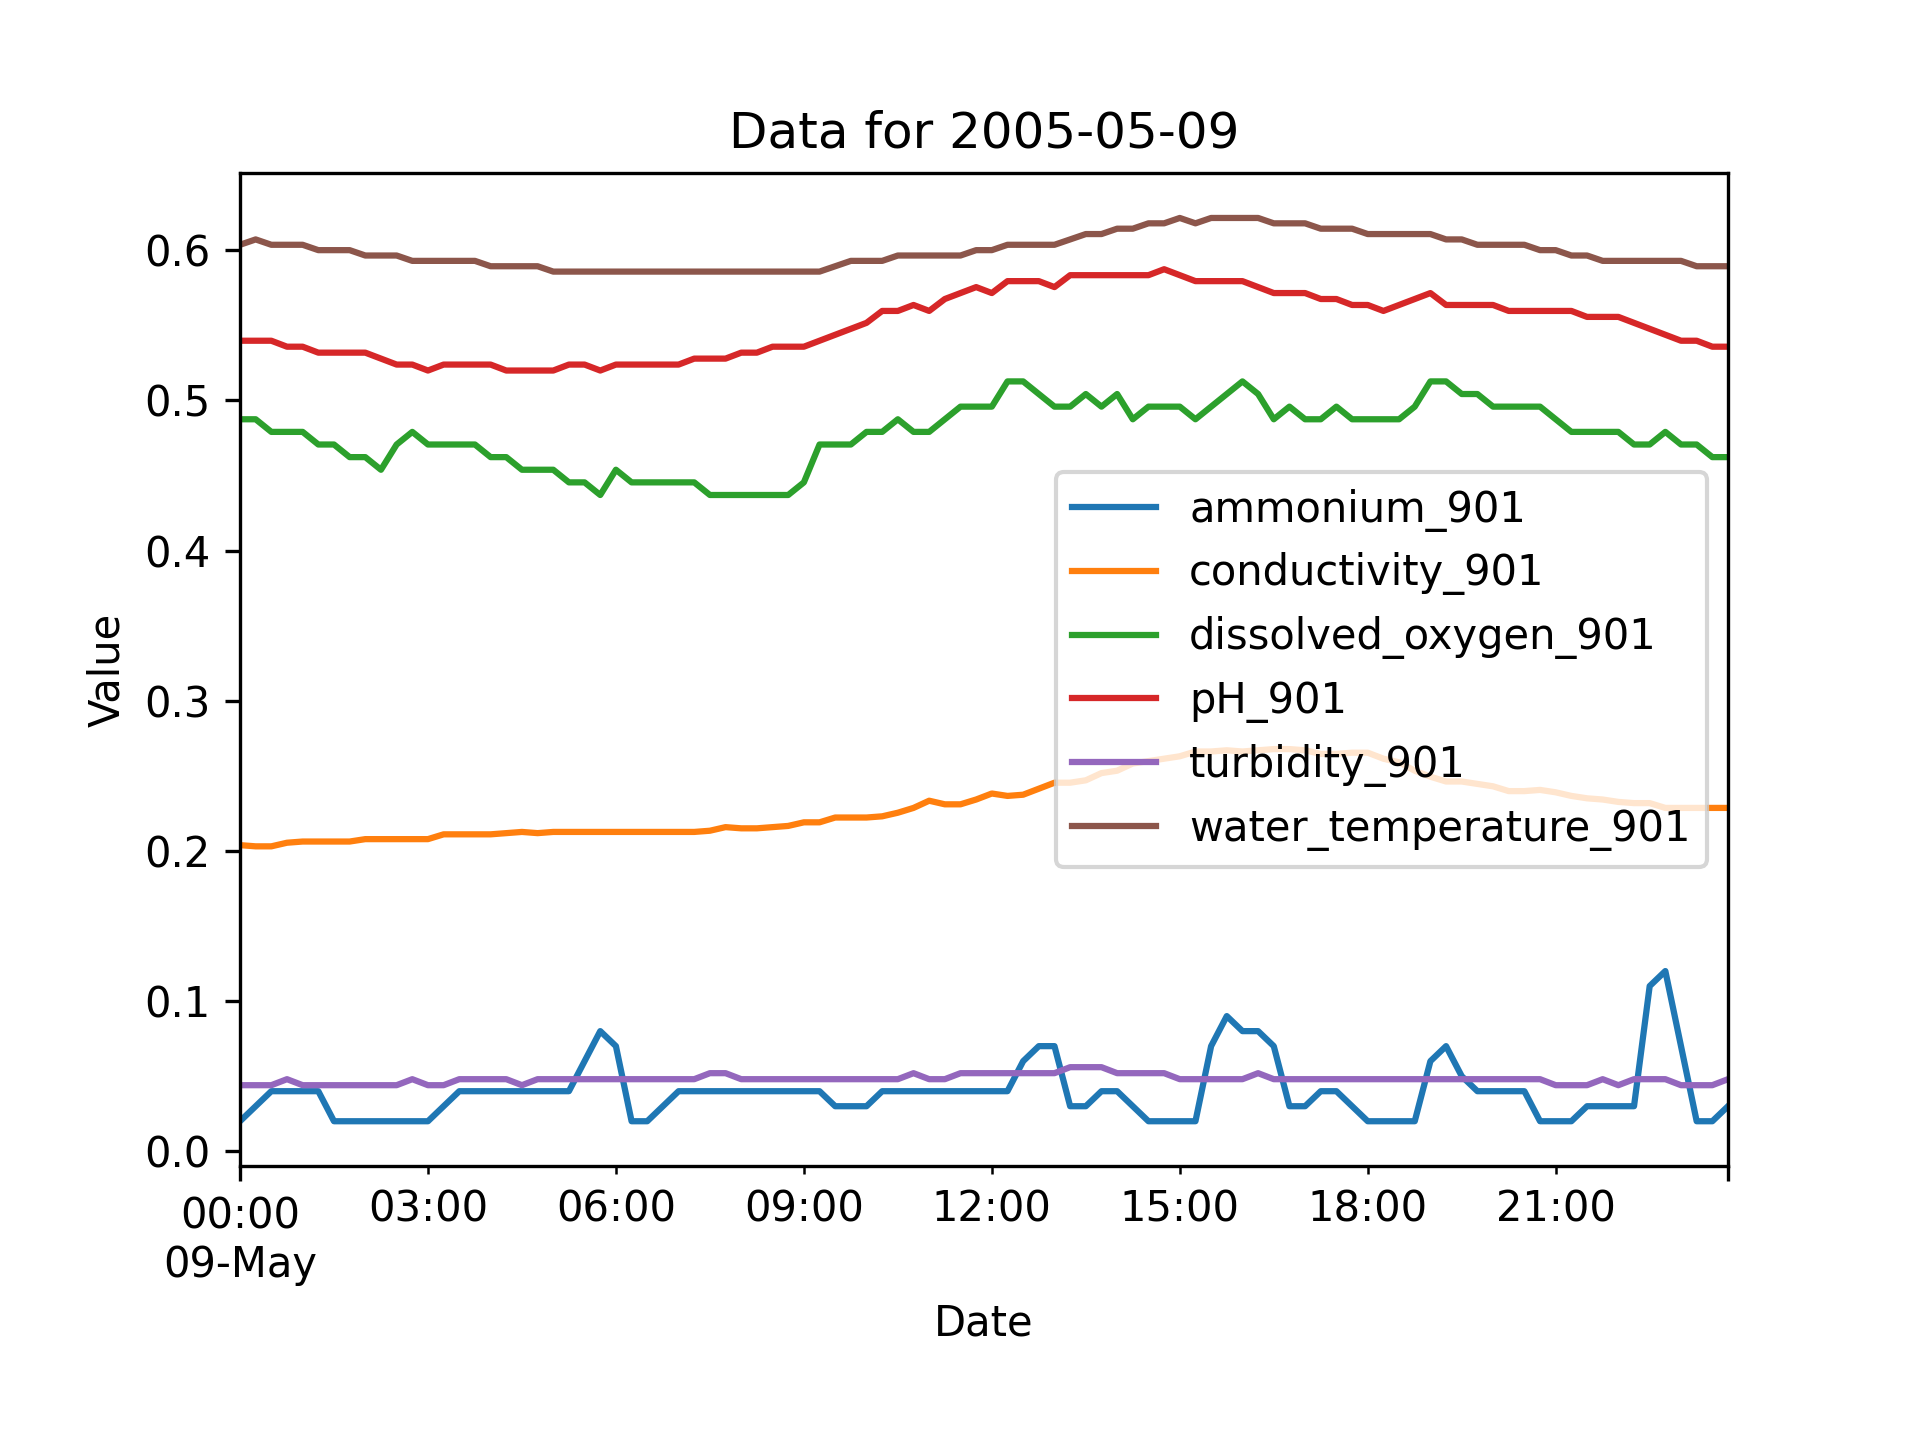 Data for 2005-05-09
0.6
0.5
0.4
0.3
0.2
0.1
0.0
Value
ammonium_901
conductivity_901
dissolved_oxygen_901
pH_901
turbidity_901
water_temperature_901
00:00 03:00 06:00 09:00 12:00 15:00 18:00 21:00
09-May
Date